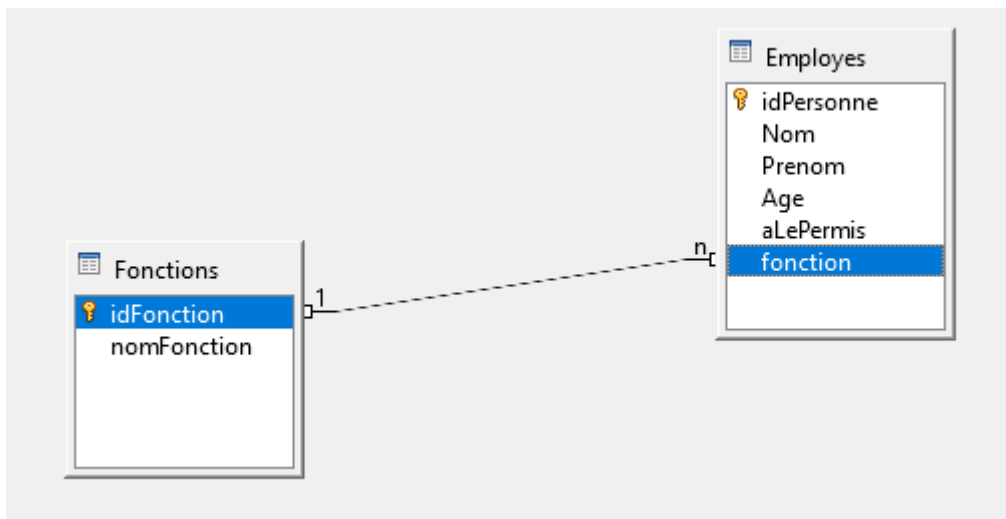 Employes
idPersonne
Nom
Prenom
Age
aLePermis
fonction
n
1
Fonctions
idFonction
nomFonction